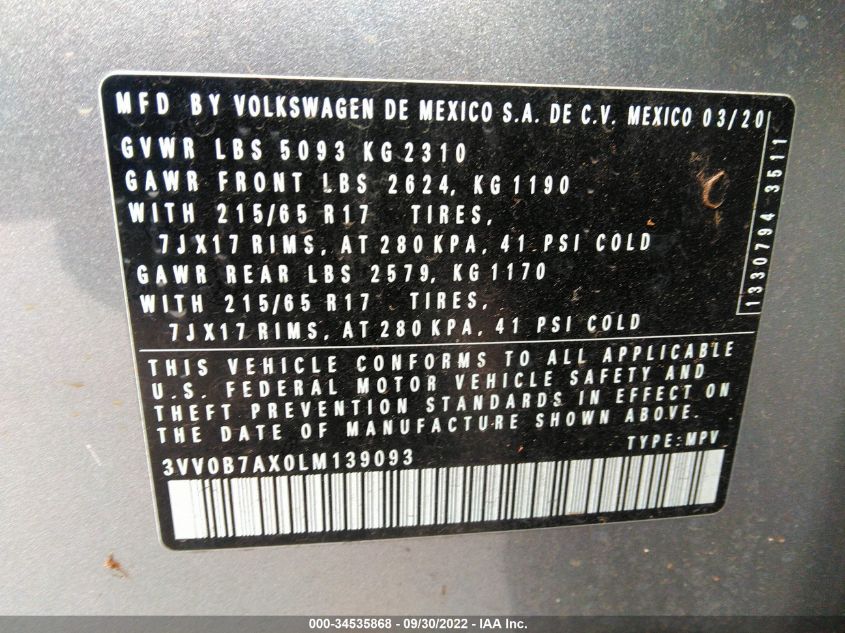 MFD BY VOLKSWAGEN DE MEXICO S.A. DE C.V. MEXICO 03/20
GVWR LBS 5093 KG 2310
GAWR FRONT LBS 2624, KG 1190
WITH 215/65 R17 TIRES,
7JX17 RIMS, AT 280 KPA, 41 PSI COLD
GAWR REAR LBS 2579, KG 1170
WITH 215/65 R17 TIRES,
7JX17 RIMS, AT 280 KPA, 41 PSI COLD
1330794 3511
THIS VEHICLE CONFORMS TO ALL APPLICABLE
U.S. FEDERAL MOTOR VEHICLE SAFETY AND
THEFT PREVENTION STANDARDS IN EFFECT ON
THE DATE OF MANUFACTURE SHOWN ABOVE.
3VV0B7AX0LM139093 TYPE: MPV
000-34535868 - 09/30/2022 - IAA Inc.